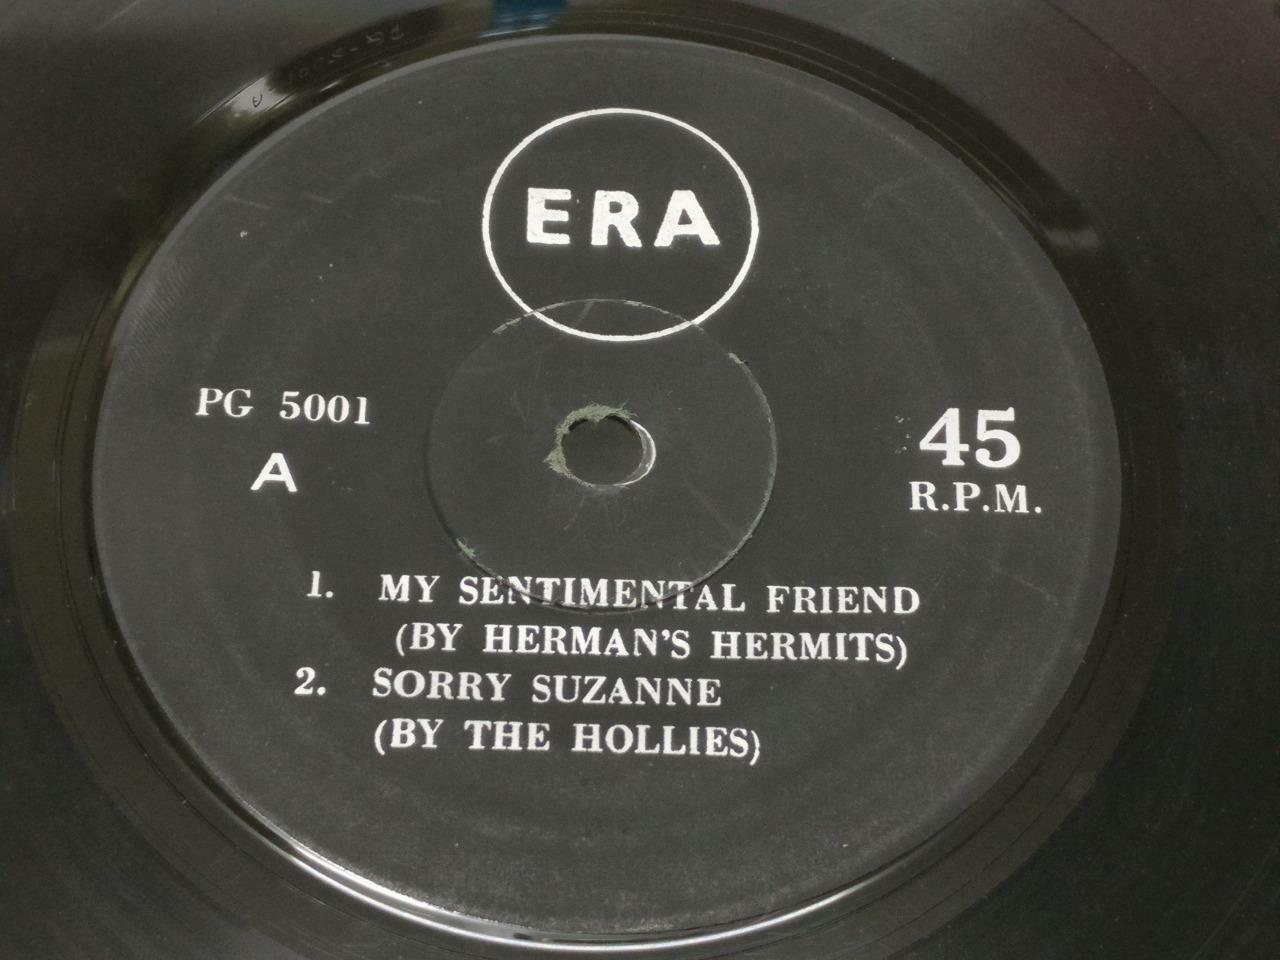 ERA
PG 5001
A
45
R.P.M.
1. MY SENTIMENTAL FRIEND
(BY HERMAN'S HERMITS)
2. SORRY SUZANNE
(BY THE HOLLIES)